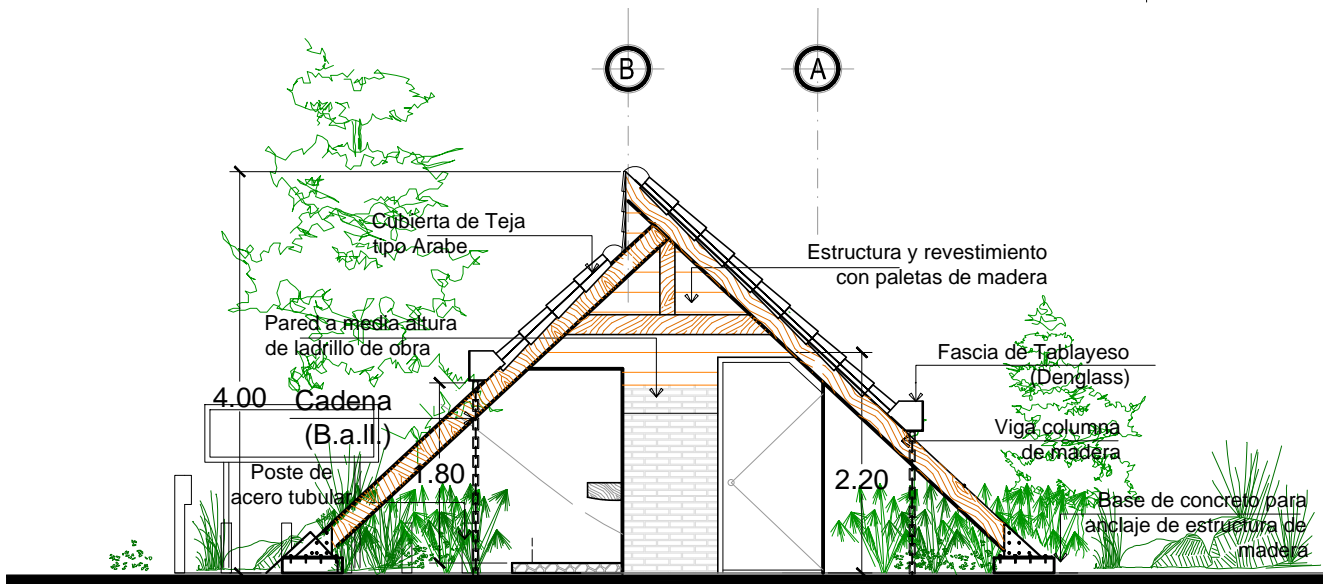 B
A
Cubierta de Teja
tipo Arabe
Estructura y revestimiento
con paletas de madera
Pared a media altura
de ladrillo de obra
Fascia de Tablayeso
(Denglass)
4.00
Cadena
(B.a.ll.)
Viga columna
de madera
Poste de
acero tubular
1.80
2.20
Base de concreto para
anclaje de estructura de
madera